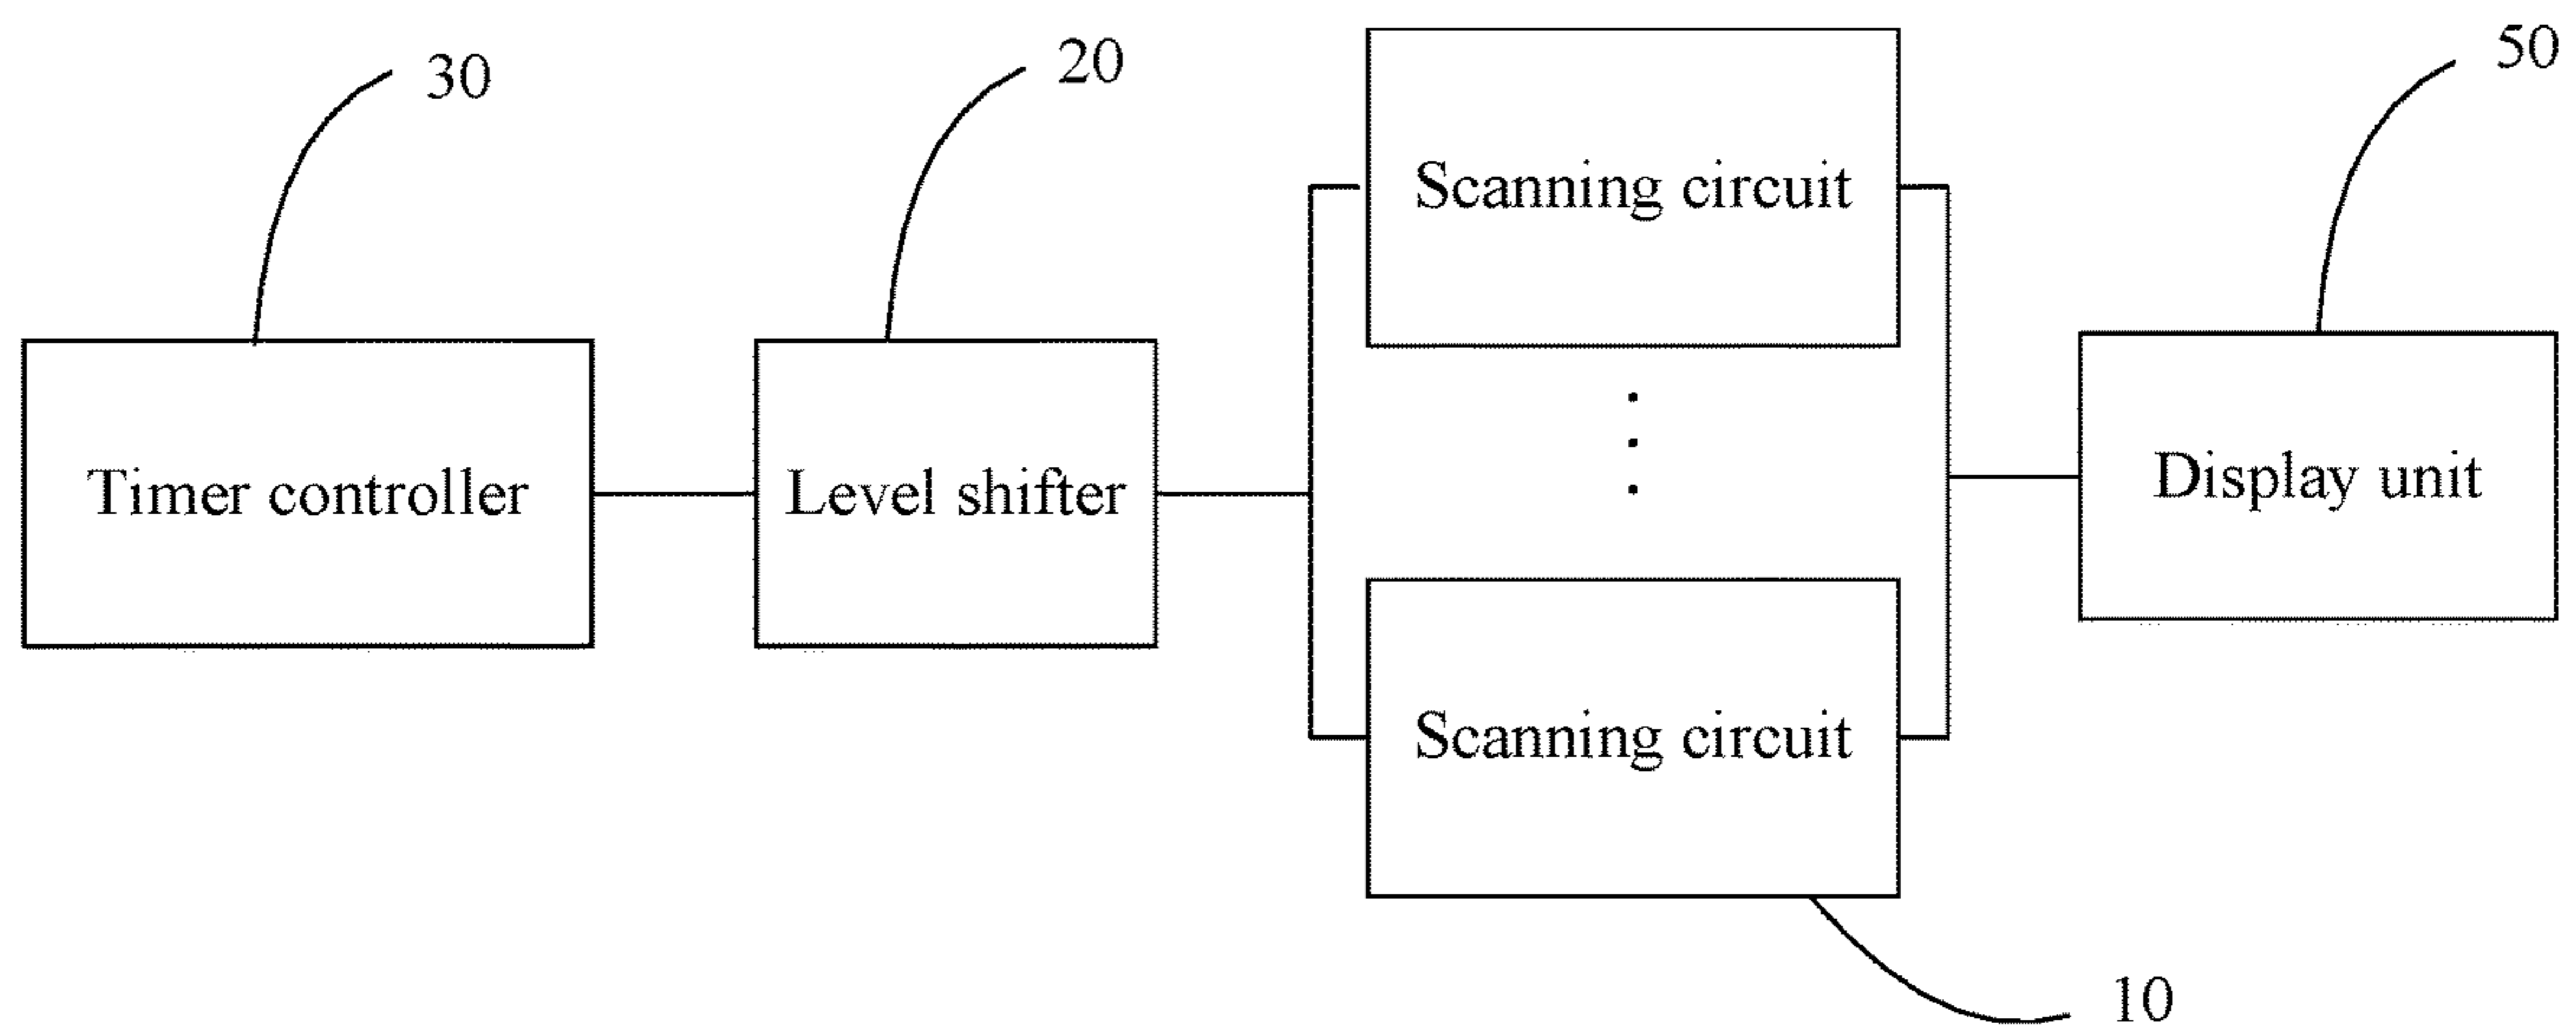 30
20
50
Scanning circuit
Timer controller
Level shifter
Display unit
Scanning circuit
10